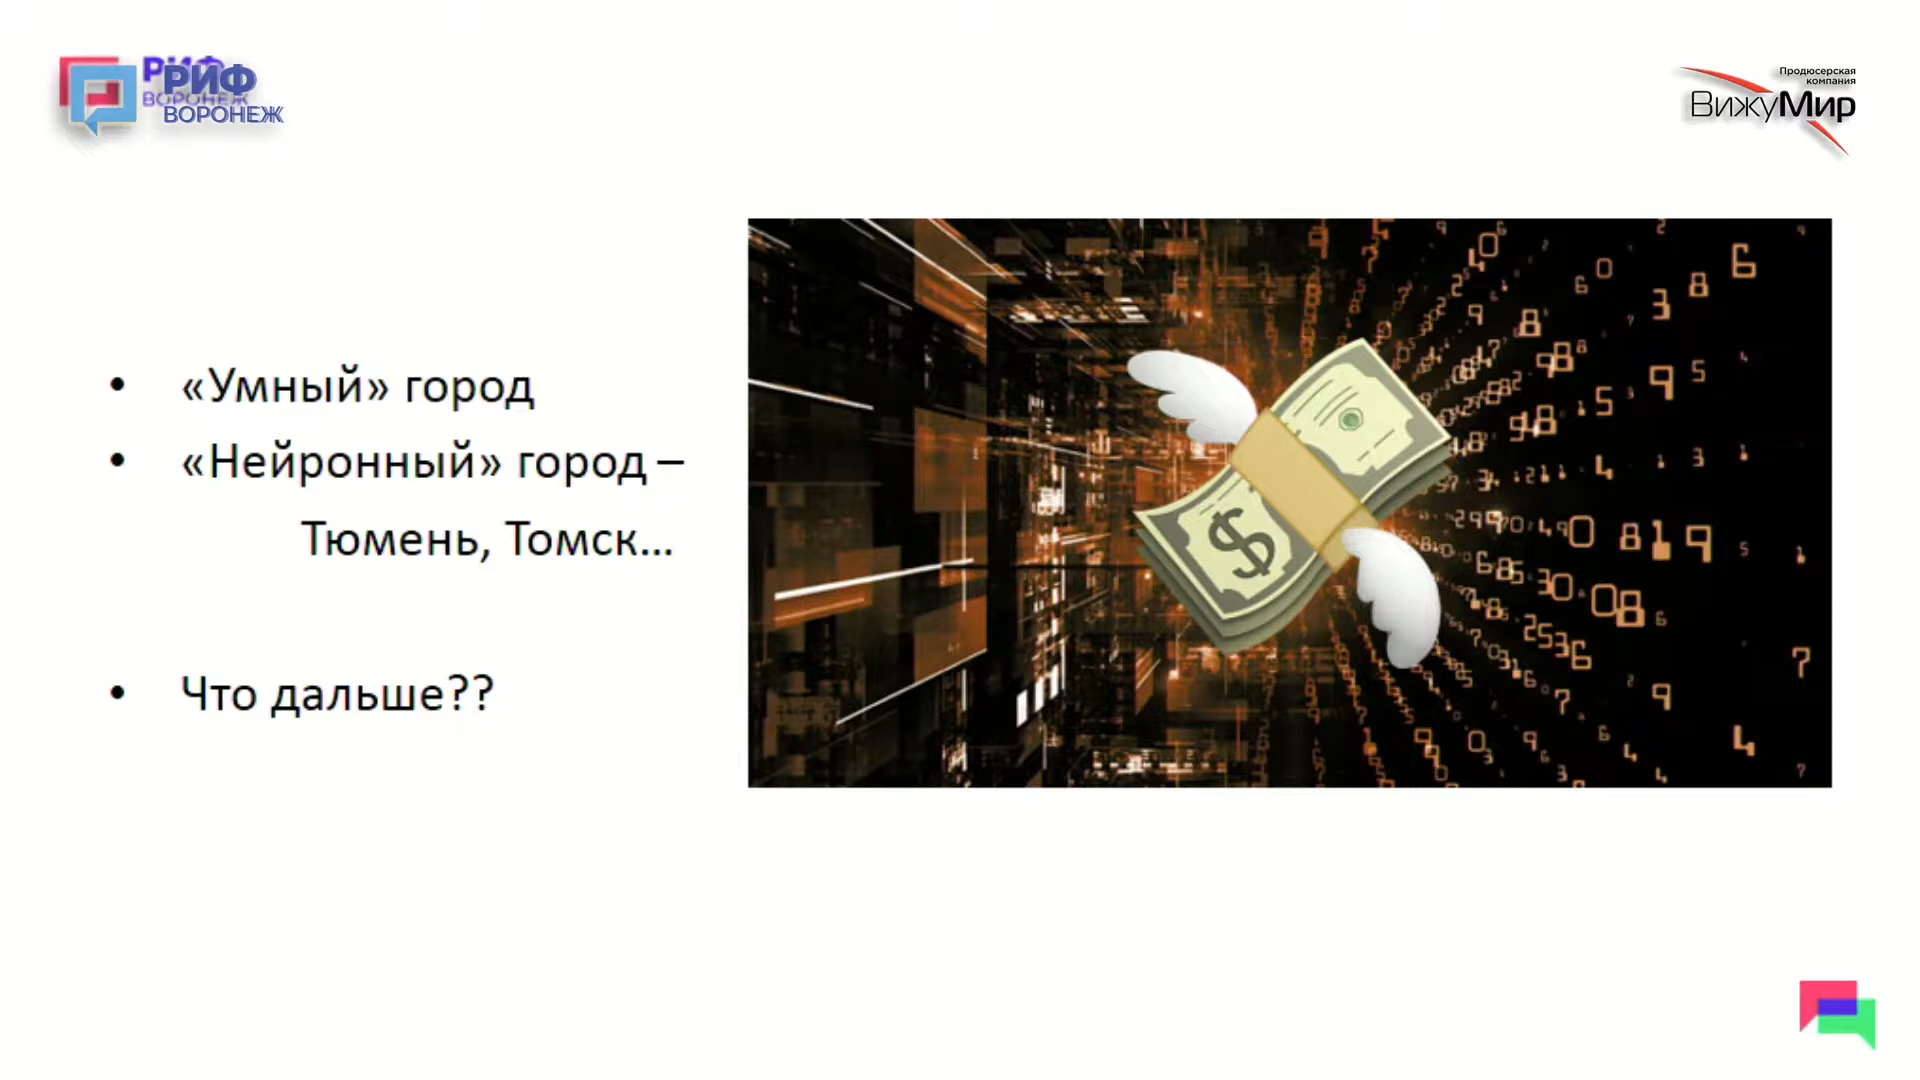 РИФ
ВОРОНЕЖ
Продюсерская
компания
ВижуМир
• «Умный» город
• «Нейронный» город –
Тюмень, Томск...
• Что дальше??